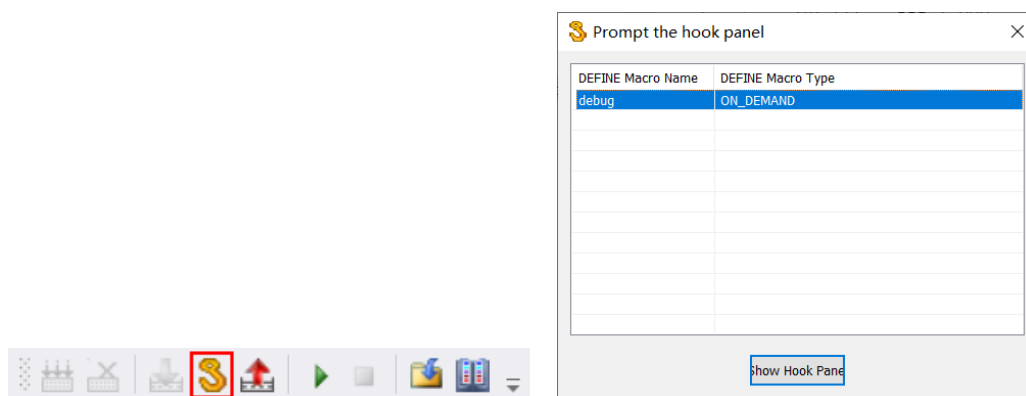 Prompt the hook panel
DEFINE Macro Name DEFINE Macro Type
debug ON_DEMAND
Show Hook Pane